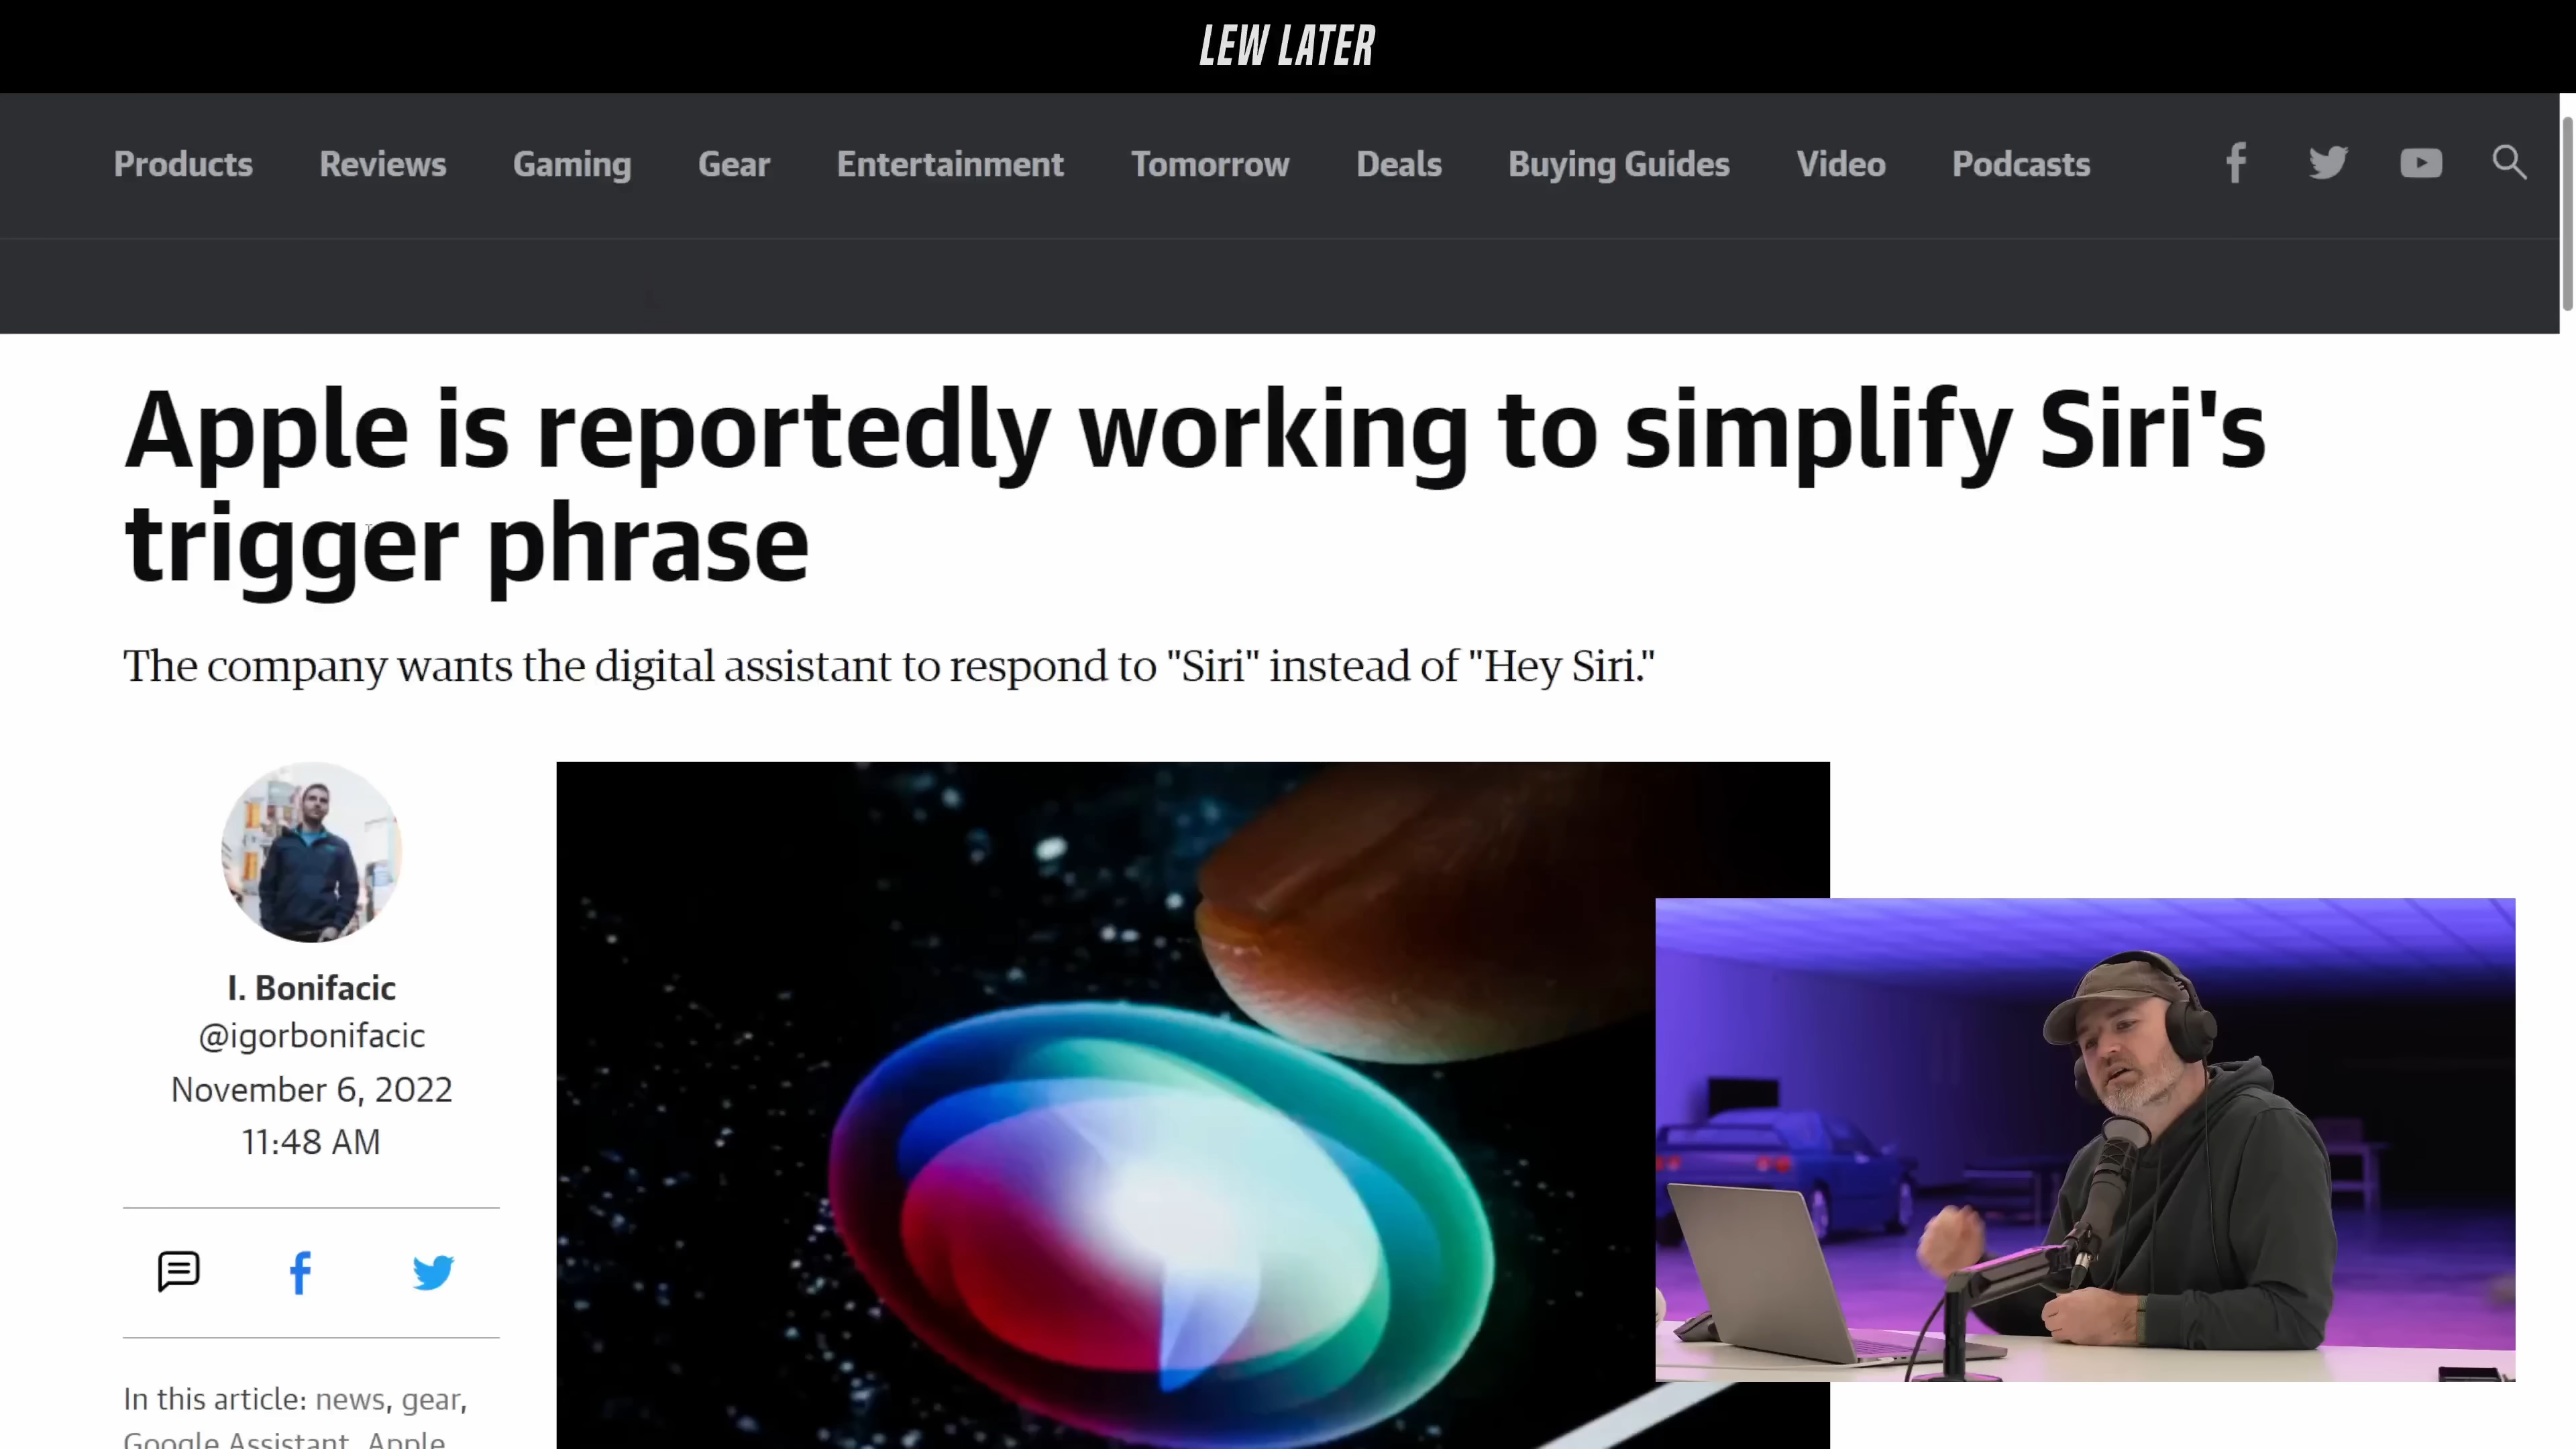 LEW LATER
Products Reviews Gaming Gear Entertainment Tomorrow Deals Buying Guides Video Podcasts
Apple is reportedly working to simplify Siri's
trigger phrase
The company wants the digital assistant to respond to "Siri" instead of "Hey Siri."
I. Bonifacic
@igorbonifacic
November 6, 2022
11:48 AM
In this article: news, gear,
Google Assistant, Apple